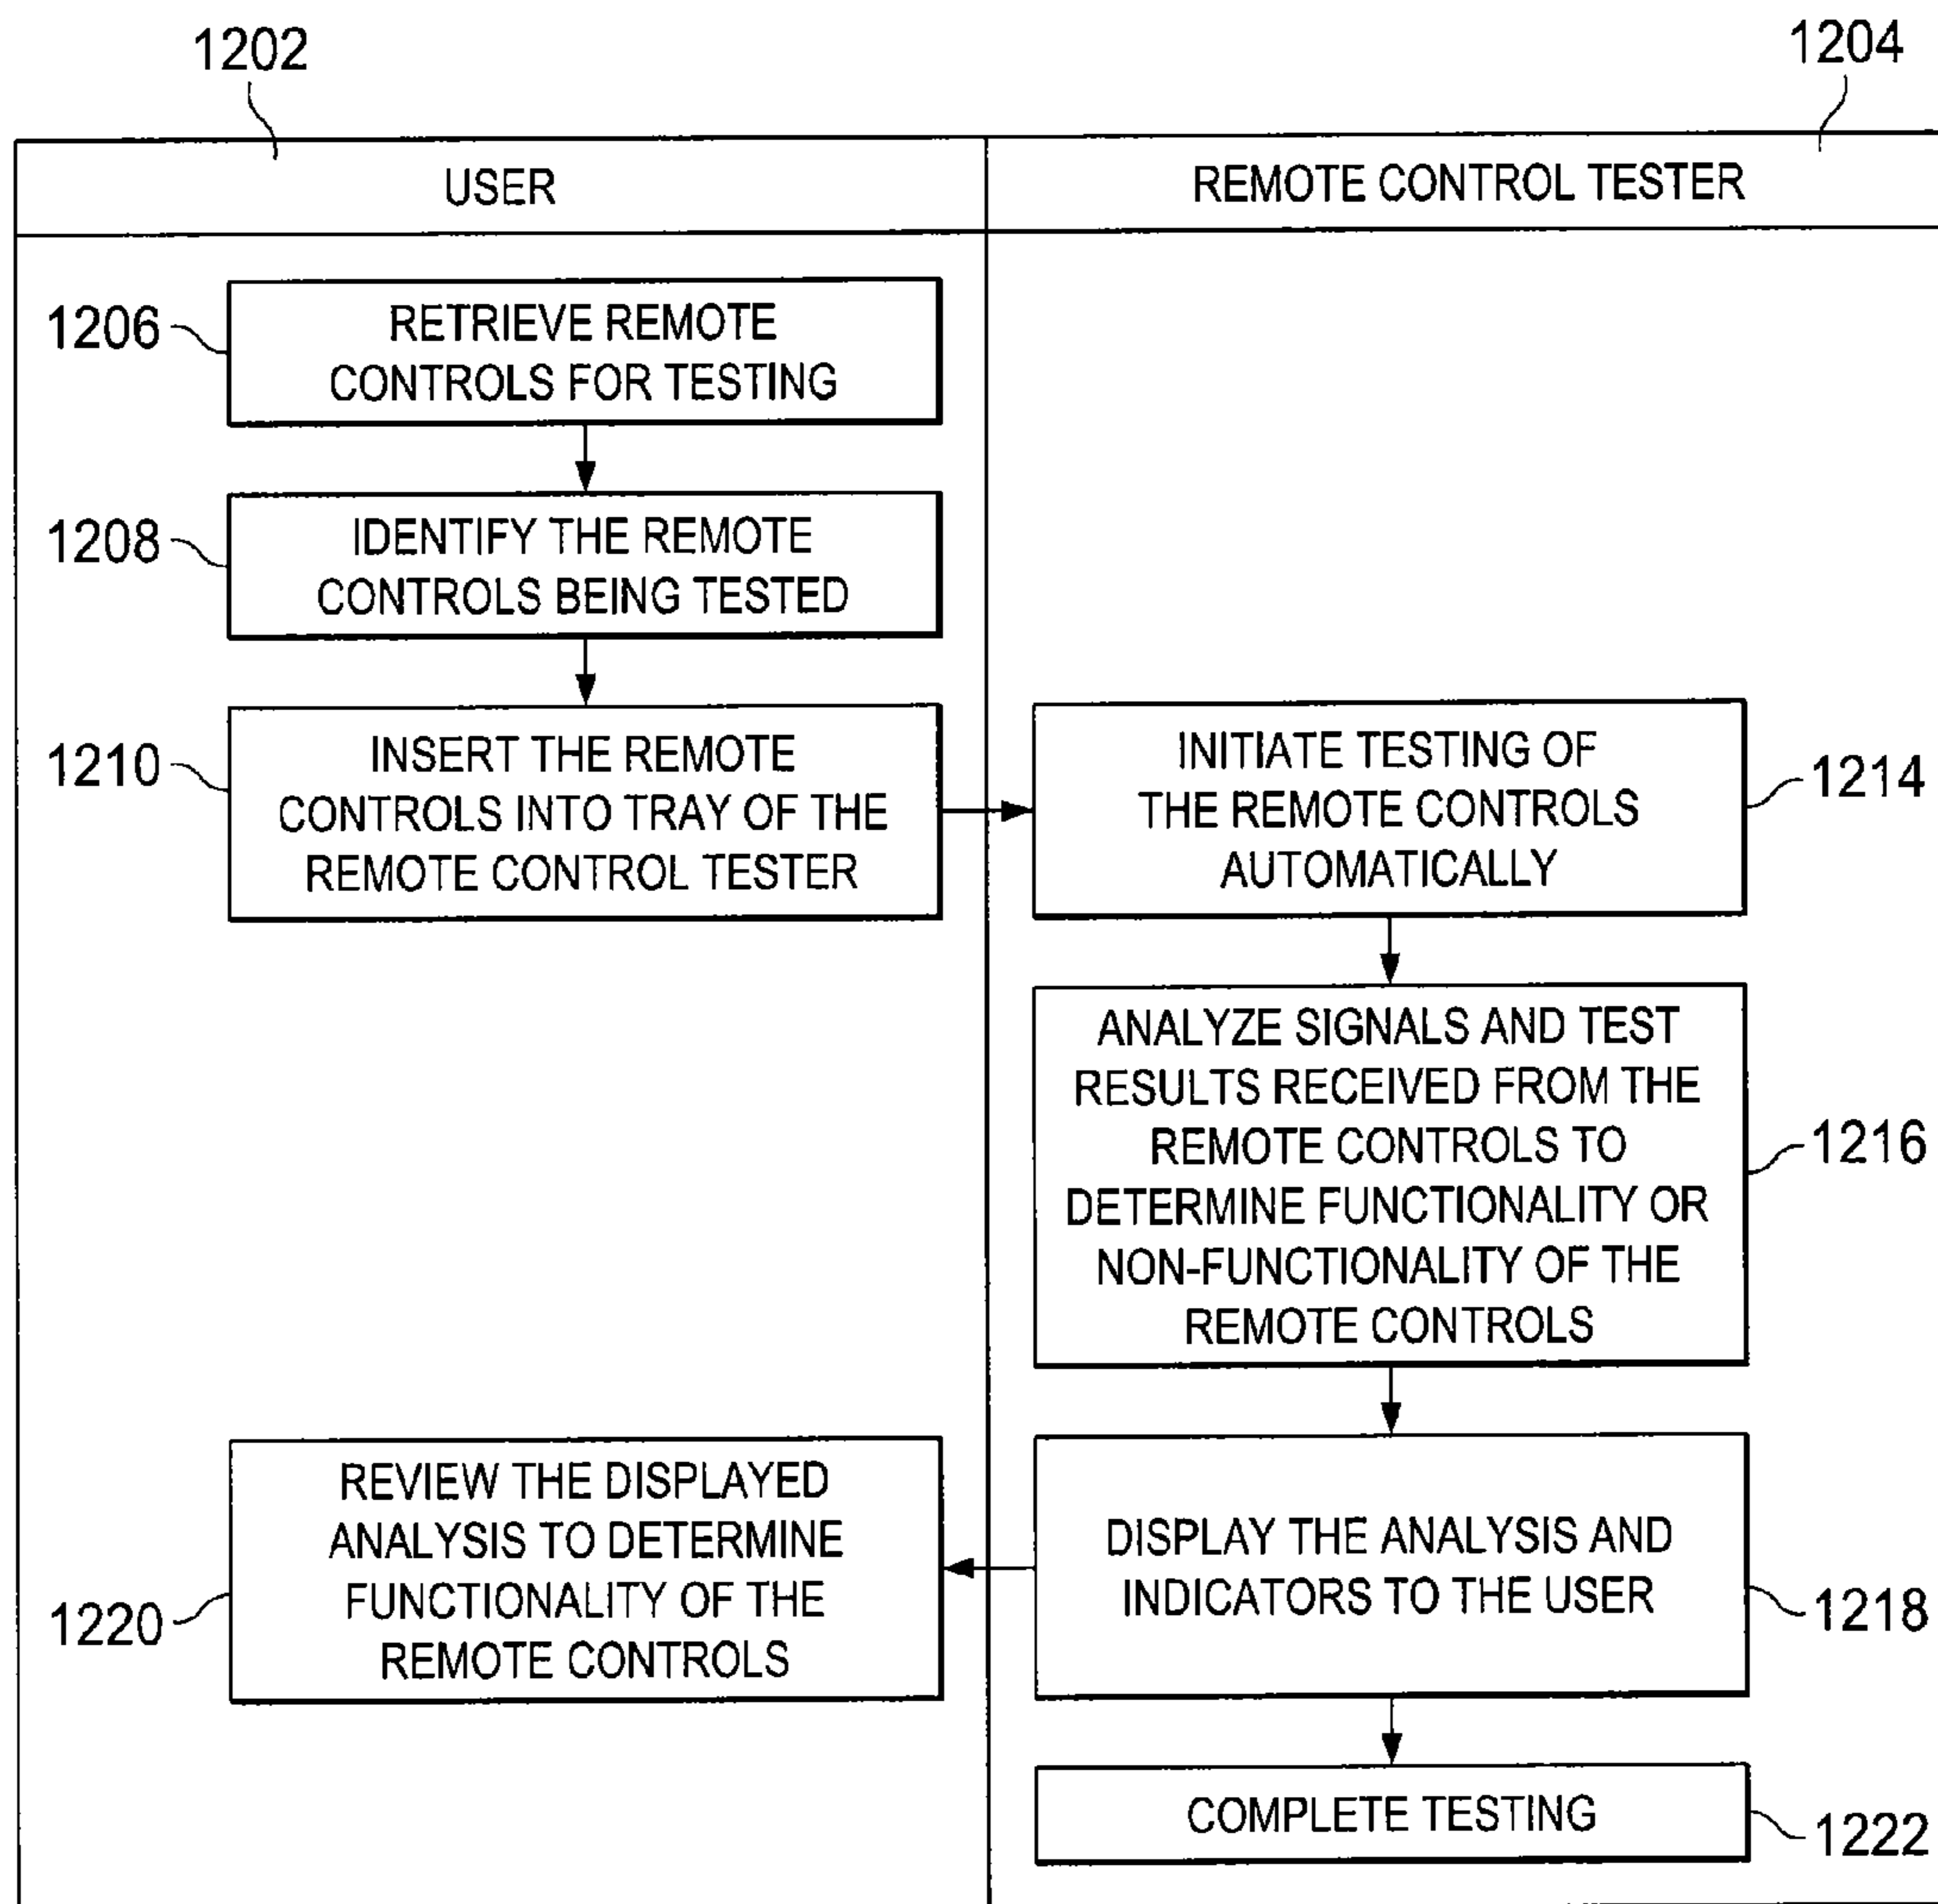 1202
1204
USER
REMOTE CONTROL TESTER
1206
RETRIEVE REMOTE
CONTROLS FOR TESTING
1208
IDENTIFY THE REMOTE
CONTROLS BEING TESTED
1210
INSERT THE REMOTE
CONTROLS INTO TRAY OF THE
REMOTE CONTROL TESTER
INITIATE TESTING OF
THE REMOTE CONTROLS
AUTOMATICALLY
1214
ANALYZE SIGNALS AND TEST
RESULTS RECEIVED FROM THE
REMOTE CONTROLS TO
DETERMINE FUNCTIONALITY OR
NON-FUNCTIONALITY OF THE
REMOTE CONTROLS
1216
REVIEW THE DISPLAYED
ANALYSIS TO DETERMINE
FUNCTIONALITY OF THE
REMOTE CONTROLS
1220
DISPLAY THE ANALYSIS AND
INDICATORS TO THE USER
1218
COMPLETE TESTING
1222